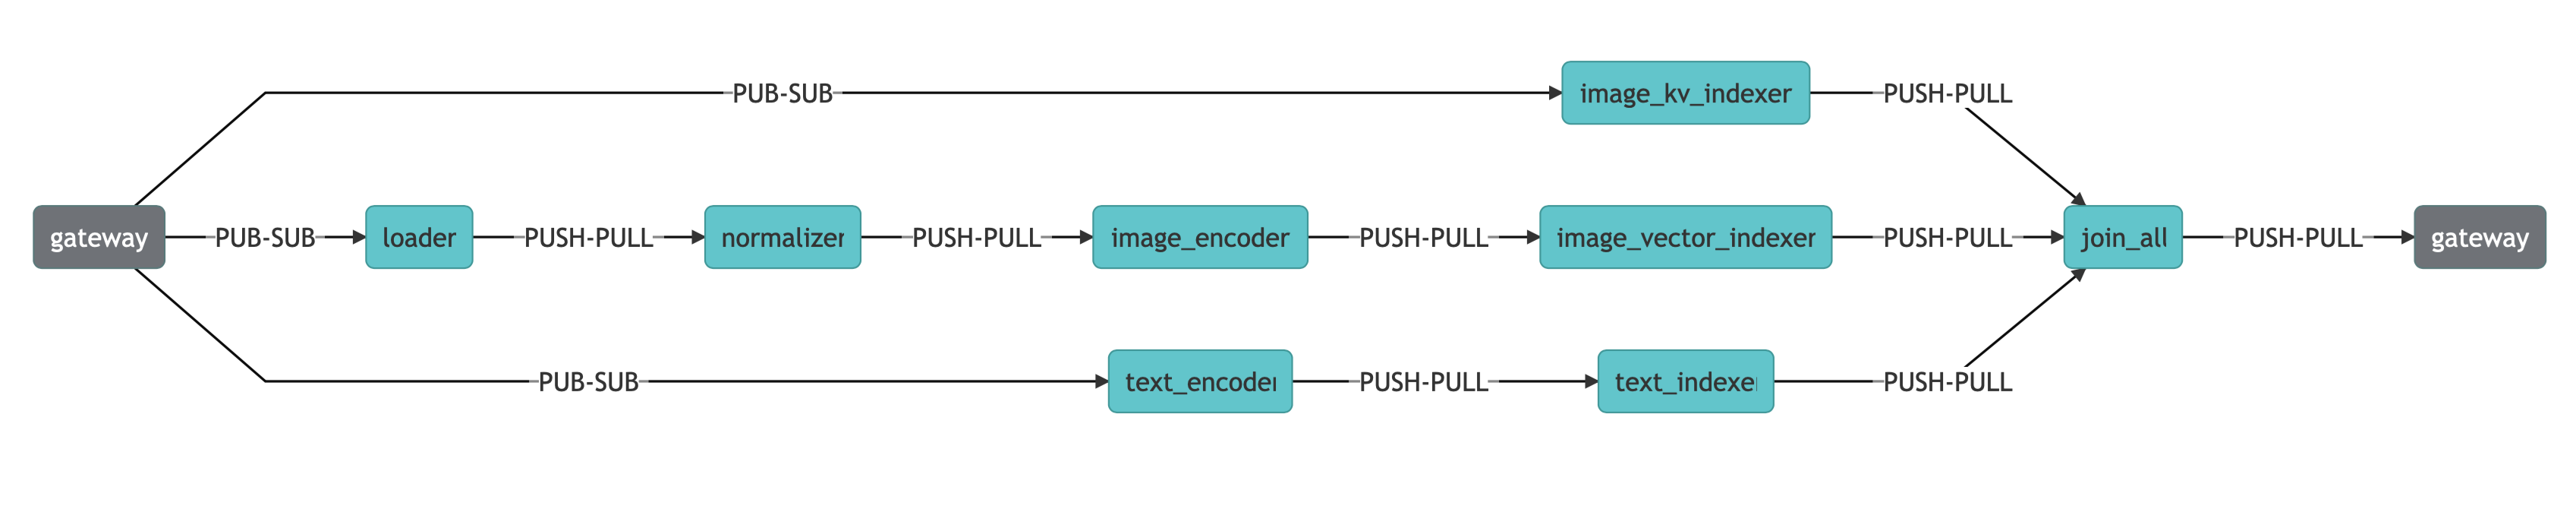 PUB-SUB
image_kv_indexer
PUSH-PULL
gateway
PUB-SUB
loader
PUSH-PULL
normalizer
PUSH-PULL
image_encoder
PUSH-PULL
image_vector_indexer
PUSH-PULL
join_all
PUSH-PULL
gateway
PUB-SUB
text_encoder
PUSH-PULL
text_indexer
PUSH-PULL